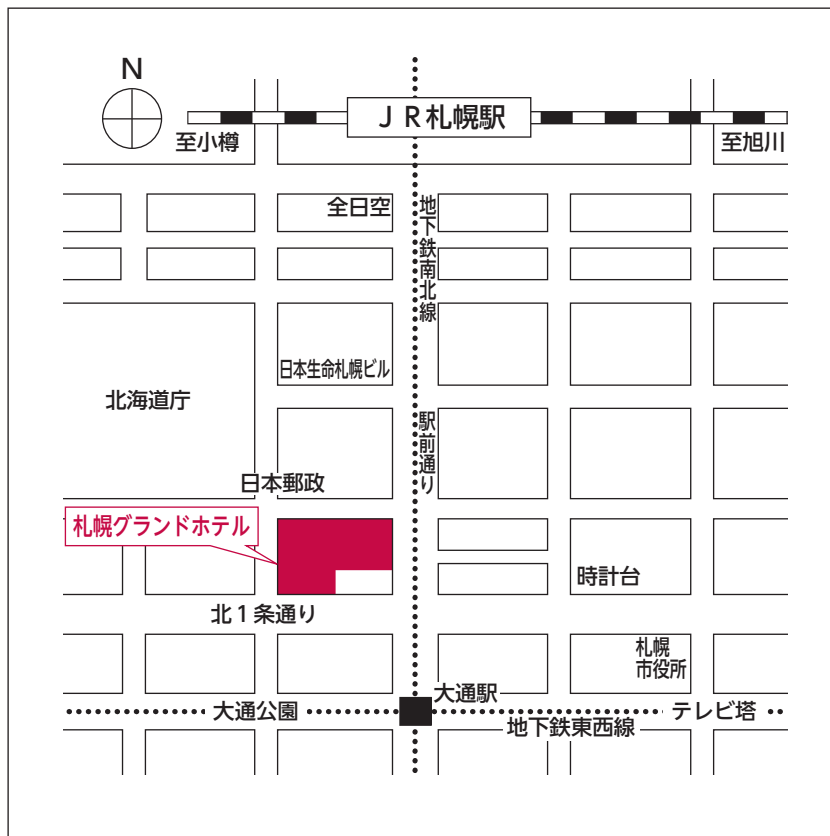 N
JR札幌駅
至小樽
至旭川
全日空
地下鉄南北線
日本生命札幌ビル
北海道庁
駅前通り
日本郵政
札幌グランドホテル
時計台
北1条通り
札幌
市役所
大通駅
大通公園
テレビ塔
地下鉄東西線